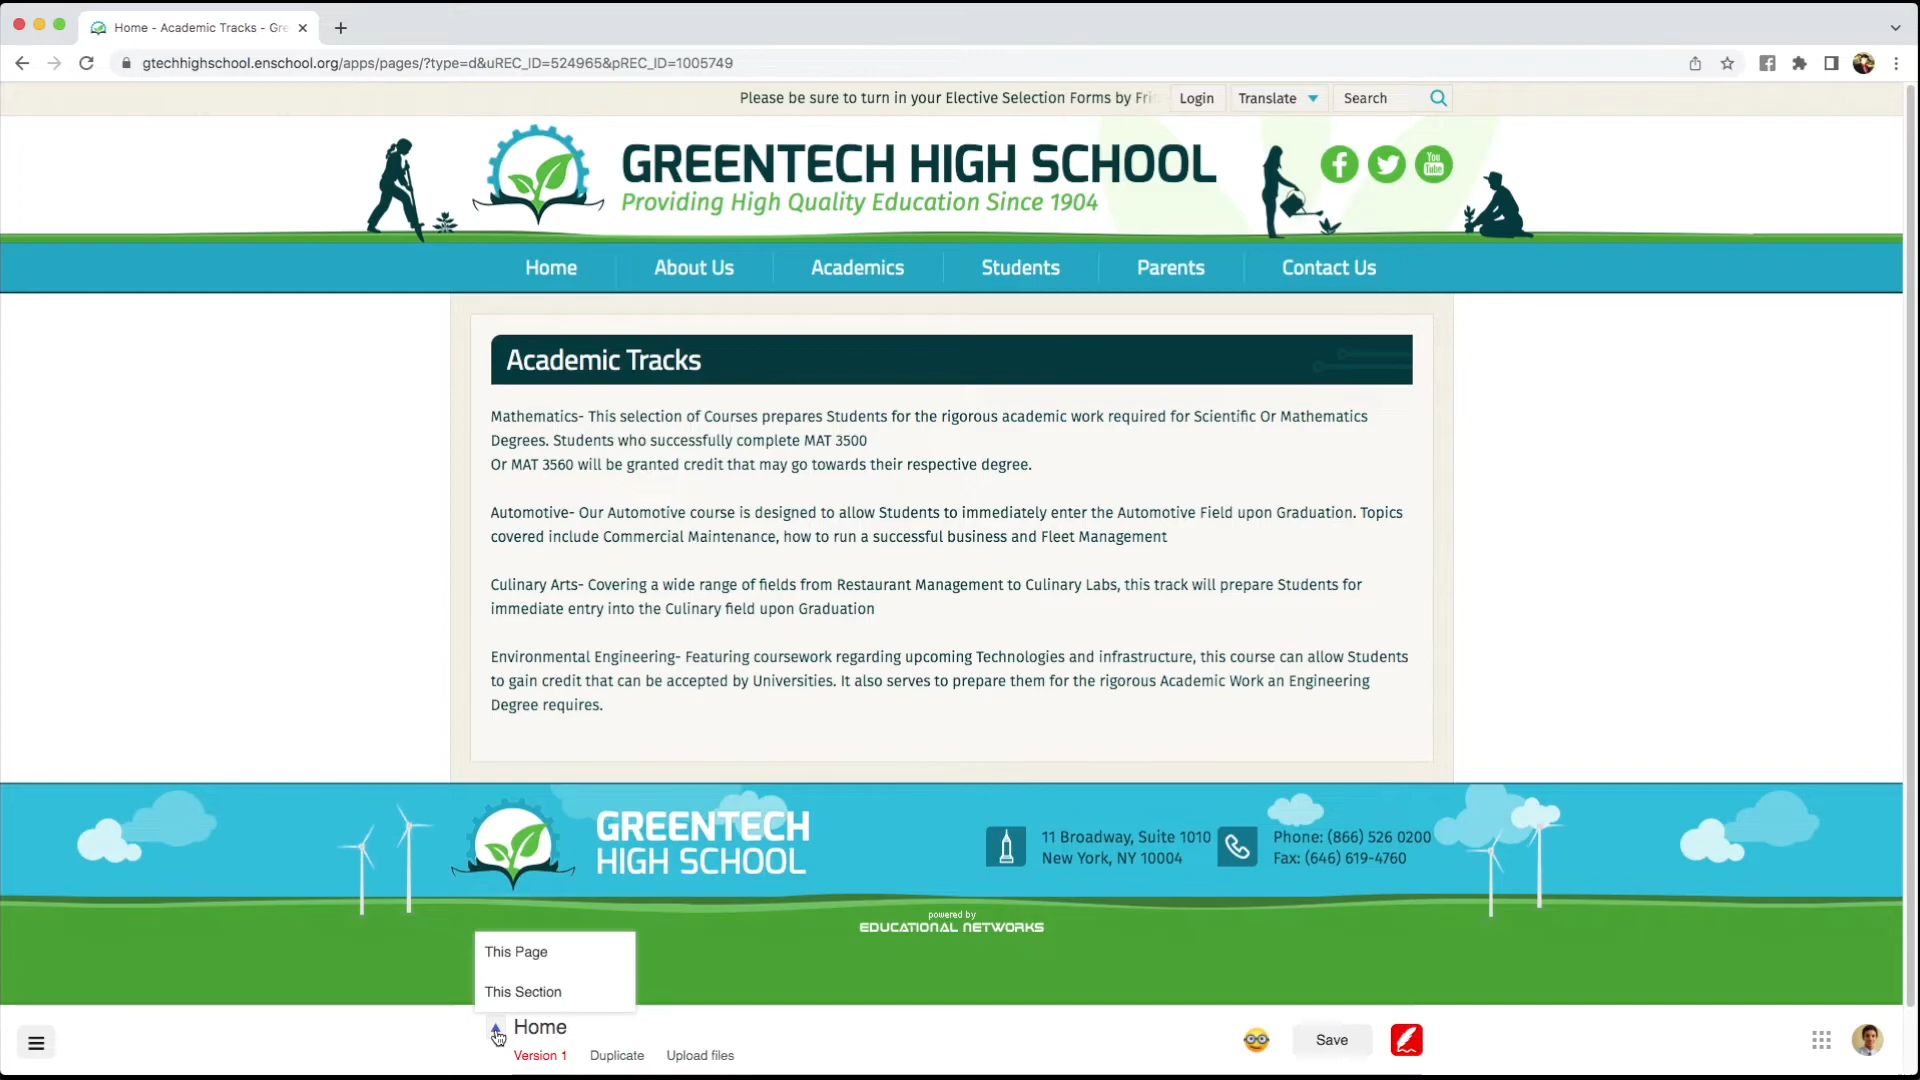 Home - Academic Tracks - Gre
gtechhighschool.enschool.org/apps/pages/?type=d&uREC_ID=524965&pREC_ID=1005749
Please be sure to turn in your Elective Selection Forms by Fri
Login
Translate
Search
GREENTECH HIGH SCHOOL
Providing High Quality Education Since 1904
You
Tube
Home
About Us
Academics
Students
Parents
Contact Us
Academic Tracks
Mathematics- This selection of Courses prepares Students for the rigorous academic work required for Scientific Or Mathematics
Degrees. Students who successfully complete MAT 3500
Or MAT 3560 will be granted credit that may go towards their respective degree.
Automotive- Our Automotive course is designed to allow Students to immediately enter the Automotive Field upon Graduation. Topics
covered include Commercial Maintenance, how to run a successful business and Fleet Management
Culinary Arts- Covering a wide range of fields from Restaurant Management to Culinary Labs, this track will prepare Students for
immediate entry into the Culinary field upon Graduation
Environmental Engineering- Featuring coursework regarding upcoming Technologies and infrastructure, this course can allow Students
to gain credit that can be accepted by Universities. It also serves to prepare them for the rigorous Academic Work an Engineering
Degree requires.
GREENTECH
HIGH SCHOOL
11 Broadway, Suite 1010
New York, NY 10004
Phone: (866) 526 0200
Fax: (646) 619-4760
powered by
EDUCATIONAL NETWORKS
This Page
This Section
Home
Version 1
Duplicate
Upload files
Save